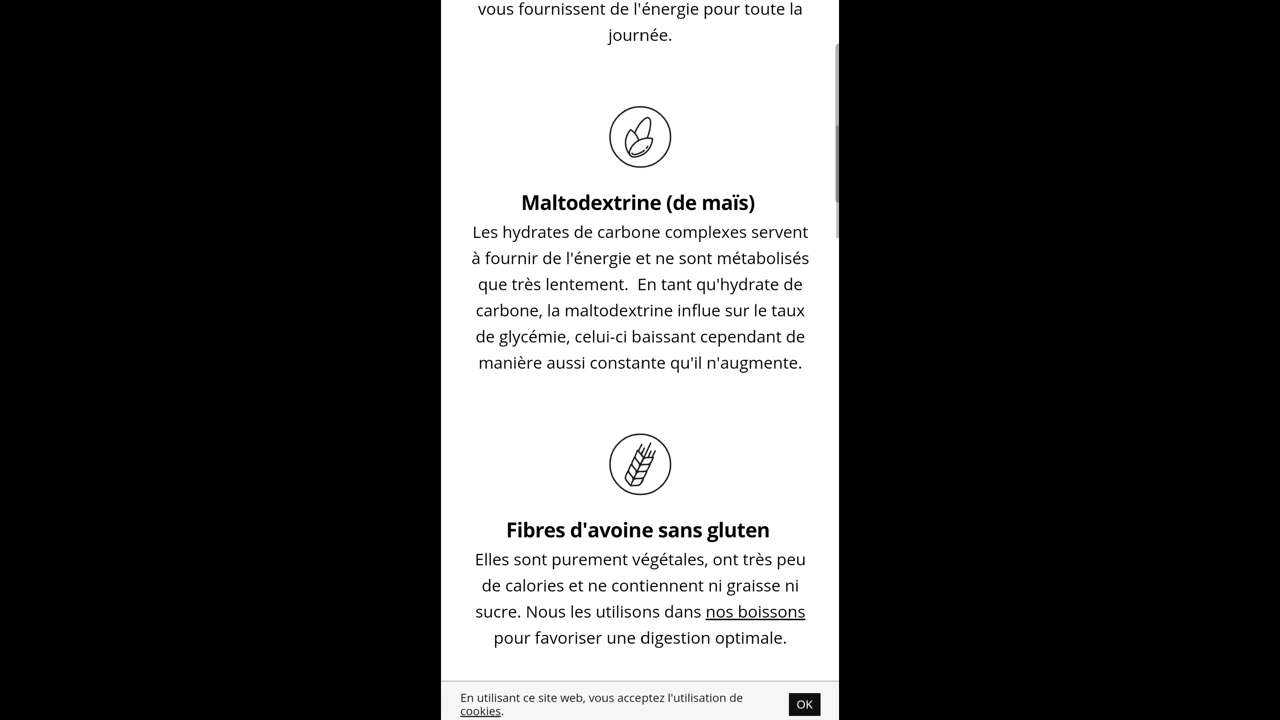 vous fournissent de l'énergie pour toute la
journée.
Maltodextrine (de maïs)
Les hydrates de carbone complexes servent
à fournir de l'énergie et ne sont métabolisés
que très lentement.  En tant qu'hydrate de
carbone, la maltodextrine influe sur le taux
de glycémie, celui-ci baissant cependant de
manière aussi constante qu'il n'augmente.
Fibres d'avoine sans gluten
Elles sont purement végétales, ont très peu
de calories et ne contiennent ni graisse ni
sucre. Nous les utilisons dans nos boissons
pour favoriser une digestion optimale.
En utilisant ce site web, vous acceptez l'utilisation de
cookies.
OK